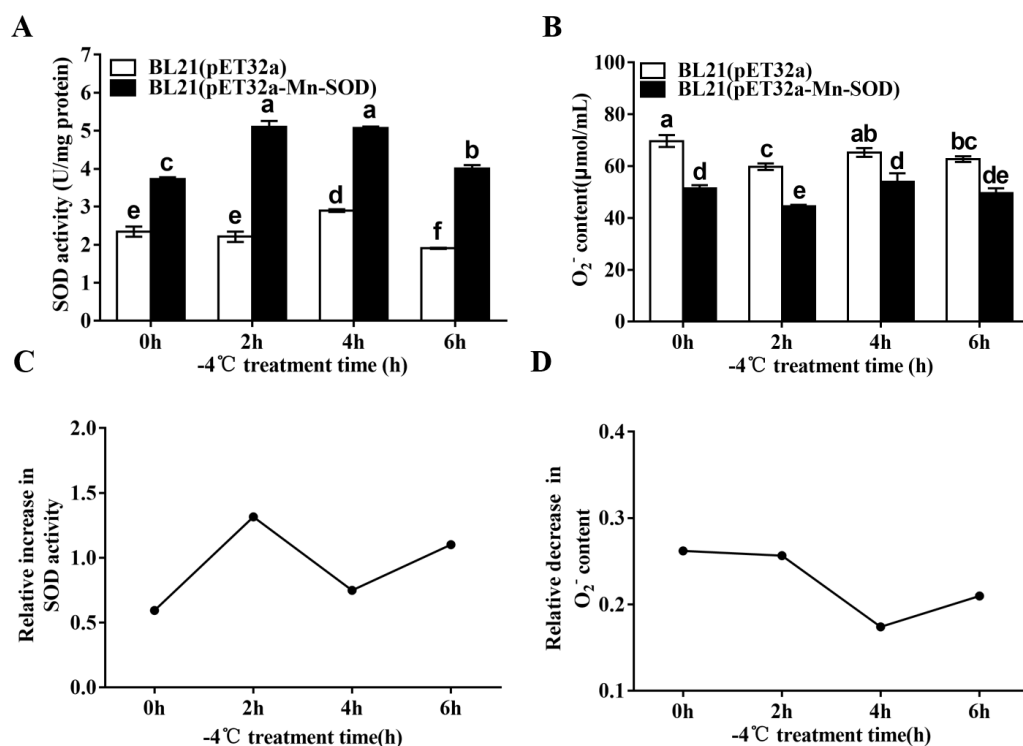 A
SOD activity (U/mg protein)
7
6
5
4
3
2
1
0
BL21(pET32a)
BL21(pET32a-Mn-SOD)
e
c
e
a
d
a
f
b
0h
2h
4h
6h
-4℃ treatment time (h)
B
O₂⁻ content(μmol/mL)
100
80
60
40
20
0
BL21(pET32a)
BL21(pET32a-Mn-SOD)
a
d
c
e
ab
d
bc
de
0h
2h
4h
6h
-4℃ treatment time (h)
C
Relative increase in
SOD activity
2.0
1.5
1.0
0.5
0.0
0h
2h
4h
6h
-4℃ treatment time(h)
D
Relative decrease in
O₂⁻ content
0.4
0.3
0.2
0.1
0h
2h
4h
6h
-4℃ treatment time(h)